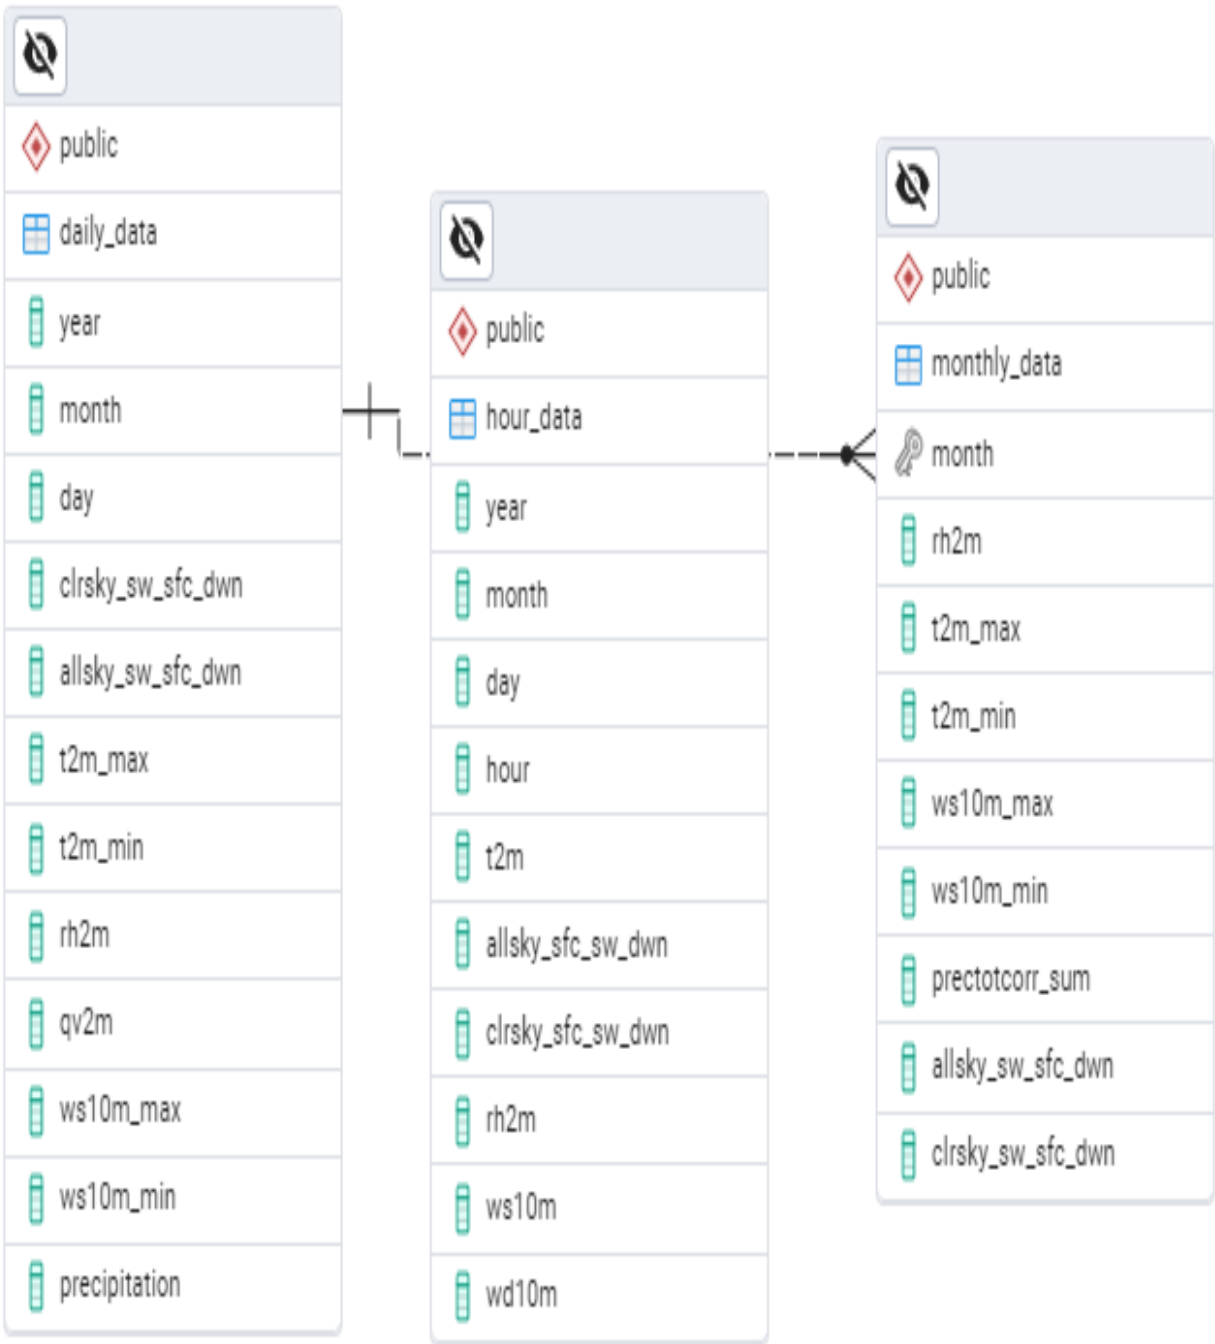 public
daily_data
year
month
day
clrsky_sw_sfc_dwn
allsky_sw_sfc_dwn
t2m_max
t2m_min
rh2m
qv2m
ws10m_max
ws10m_min
precipitation
public
hour_data
year
month
day
hour
t2m
allsky_sfc_sw_dwn
clrsky_sfc_sw_dwn
rh2m
ws10m
wd10m
public
monthly_data
month
rh2m
t2m_max
t2m_min
ws10m_max
ws10m_min
prectotcorr_sum
allsky_sw_sfc_dwn
clrsky_sw_sfc_dwn